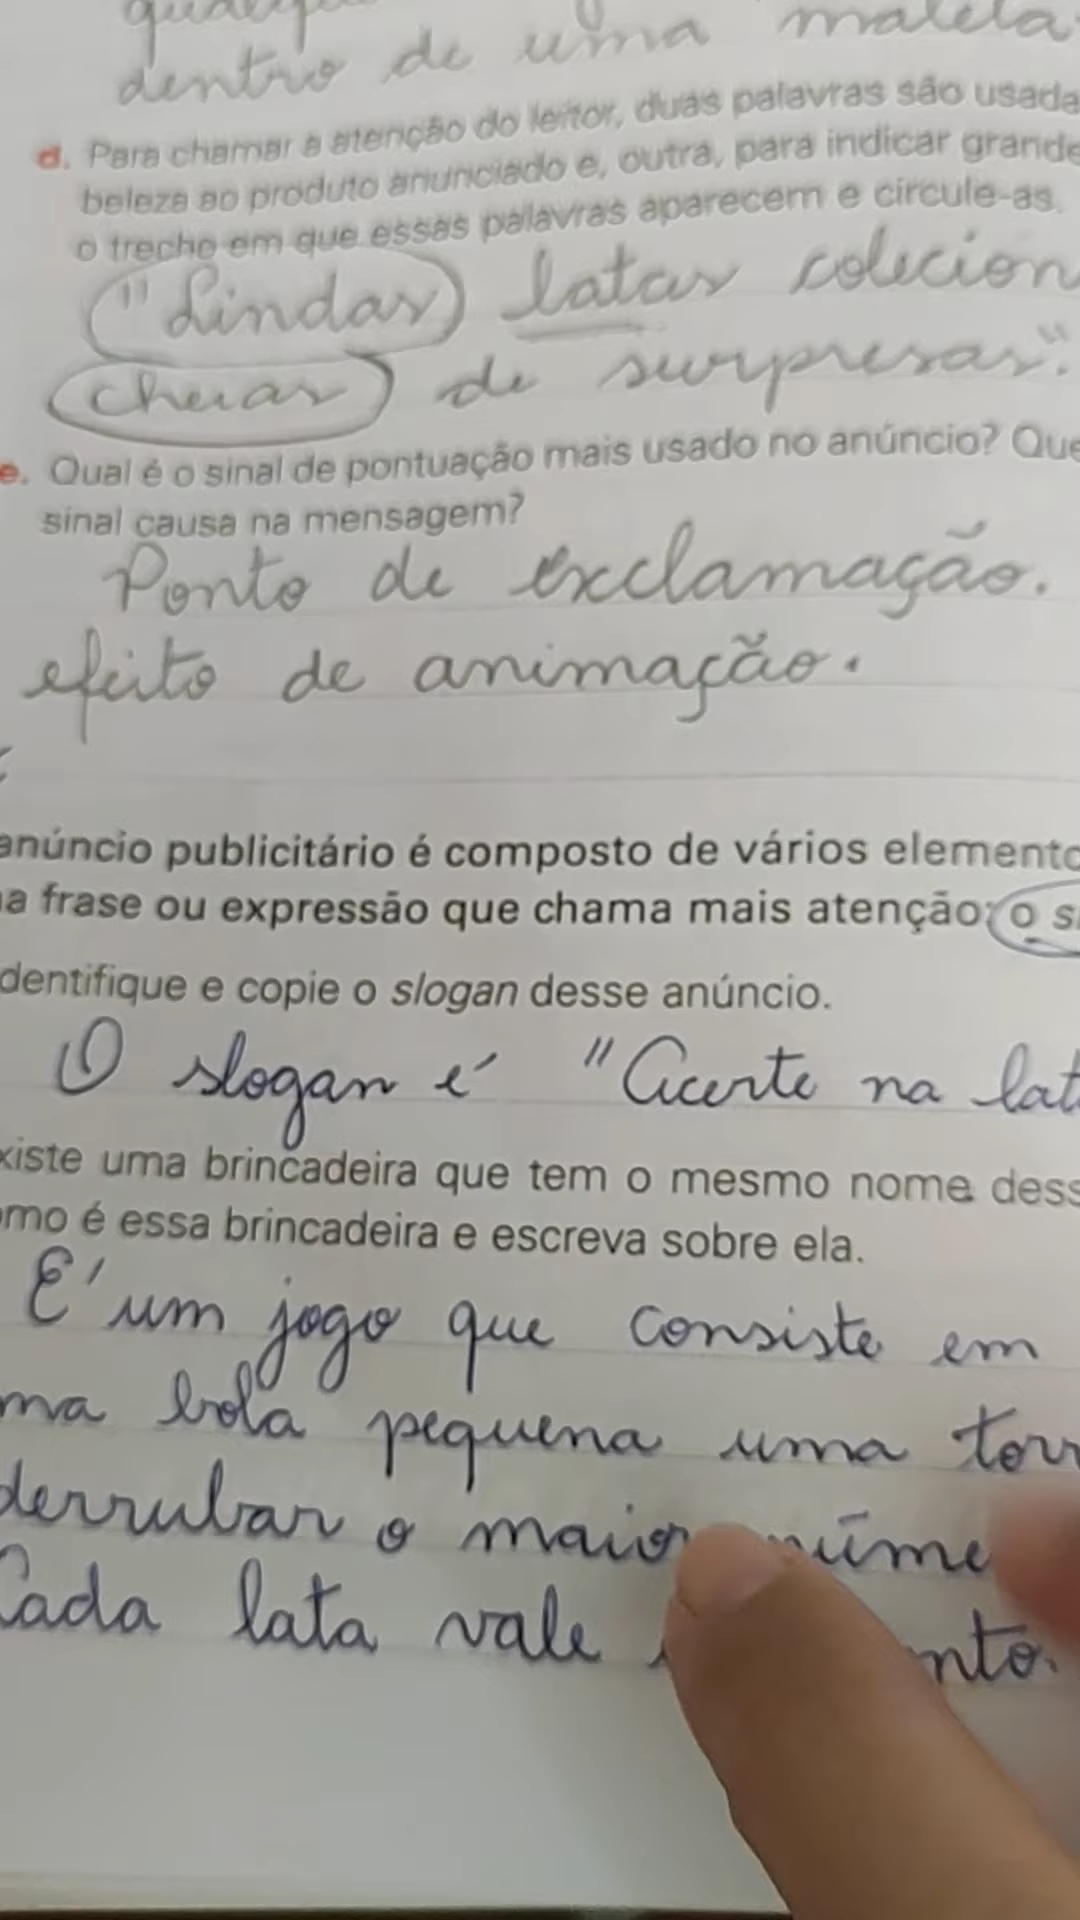 dentro de uma maleta
d. Para chamar a atenção do leitor, duas palavras são usada
beleza ao produto anunciado e, outra, para indicar grande
o trecho em que essas palavras aparecem e circule-as.
"Lindas latas colecion
cheias de surpresas".
e. Qual é o sinal de pontuação mais usado no anúncio? Que
sinal causa na mensagem?
Ponto de exclamação.
efeito de animação.
anúncio publicitário é composto de vários elemento
a frase ou expressão que chama mais atenção: o s
dentifique e copie o slogan desse anúncio.
O slogan é "Acerte na lat
xiste uma brincadeira que tem o mesmo nome dess
omo é essa brincadeira e escreva sobre ela.
É um jogo que consiste em
ma bola pequena uma torr
derrubar o maior núme
Cada lata vale nto.